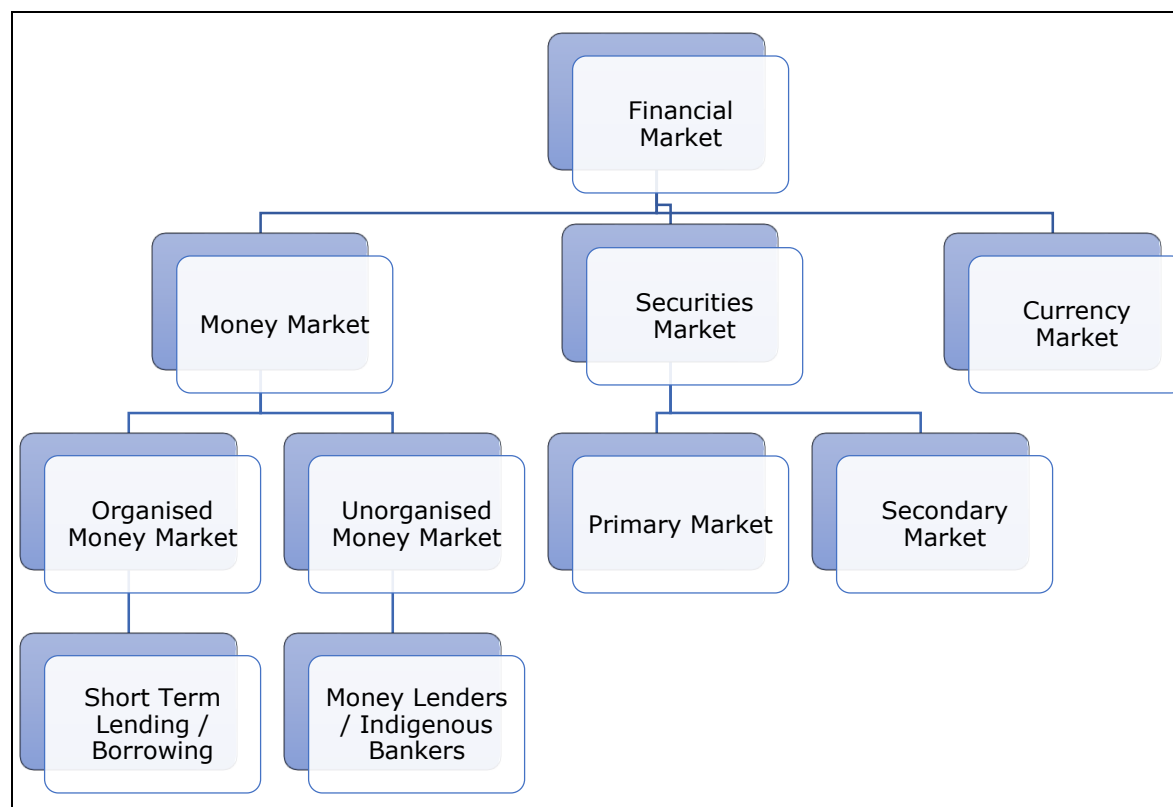 Financial
Market
Money Market
Securities
Market
Currency
Market
Organised
Money Market
Unorganised
Money Market
Primary Market
Secondary
Market
Short Term
Lending /
Borrowing
Money Lenders
/ Indigenous
Bankers